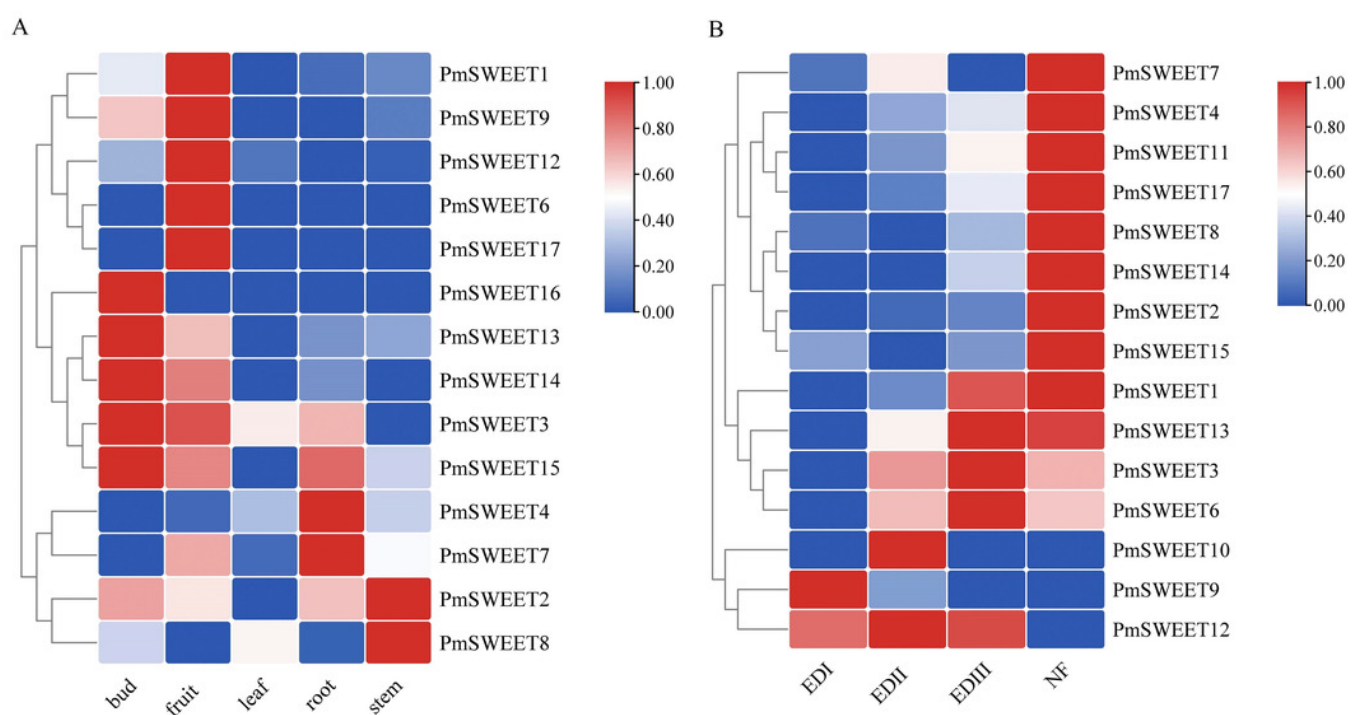 A
PmSWEET1
PmSWEET9
PmSWEET12
PmSWEET6
PmSWEET17
PmSWEET16
PmSWEET13
PmSWEET14
PmSWEET3
PmSWEET15
PmSWEET4
PmSWEET7
PmSWEET2
PmSWEET8
bud
fruit
leaf
root
stem
1.00
0.80
0.60
0.40
0.20
0.00
B
PmSWEET7
PmSWEET4
PmSWEET11
PmSWEET17
PmSWEET8
PmSWEET14
PmSWEET2
PmSWEET15
PmSWEET1
PmSWEET13
PmSWEET3
PmSWEET6
PmSWEET10
PmSWEET9
PmSWEET12
EDI
EDII
EDIII
NF
1.00
0.80
0.60
0.40
0.20
0.00